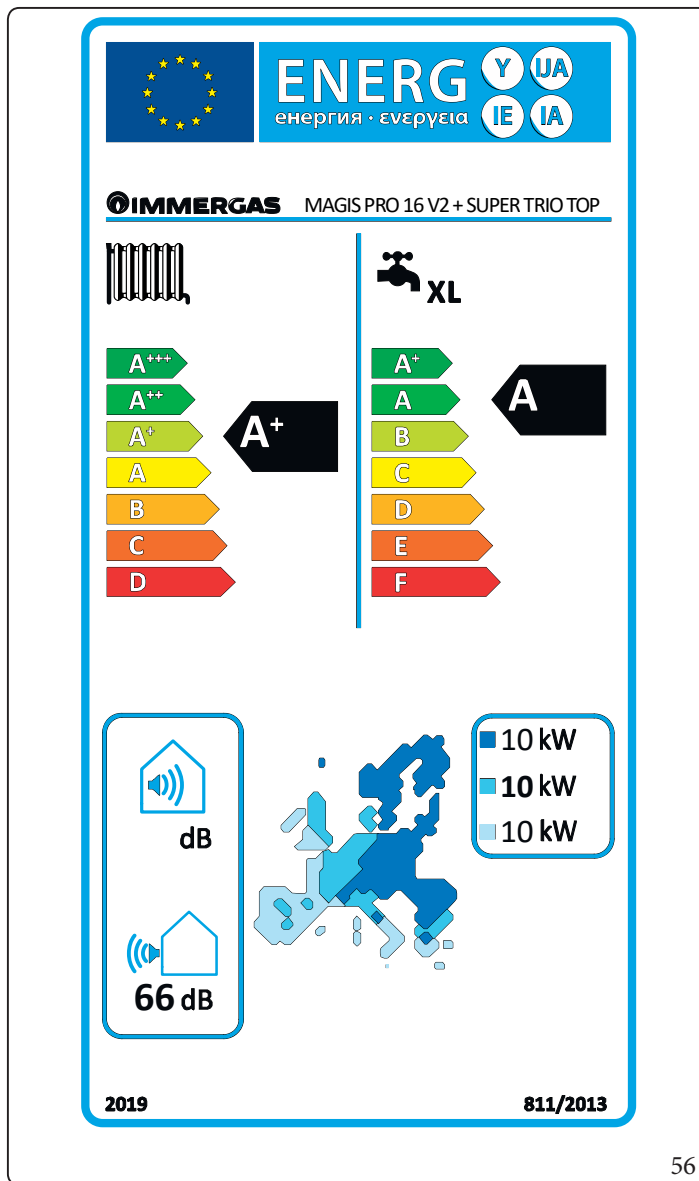 ENERG Y IJA
енергия · ενεργεια IE IA
IMMERGAS MAGIS PRO 16 V2 + SUPER TRIO TOP
XL
A+++
A++
A+
A
B
C
D
A+
A+
A
B
C
D
E
F
A
dB
66 dB
10 kW
10 kW
10 kW
2019 811/2013
56